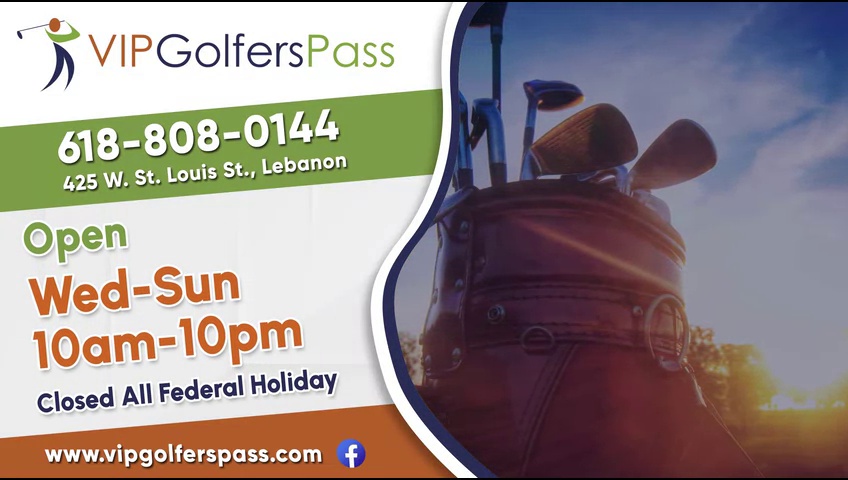 VIPGolfersPass
618-808-0144
425 W. St. Louis St., Lebanon
Open
Wed-Sun
10am-10pm
Closed All Federal Holiday
www.vipgolferspass.com